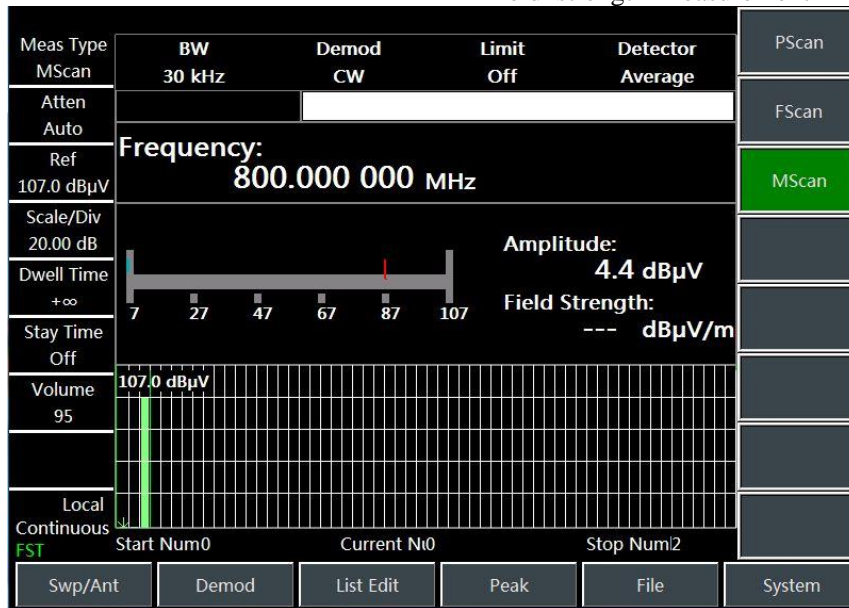 Meas Type
MScan
Atten
Auto
Ref
107.0 dBµV
Scale/Div
20.00 dB
Dwell Time
+∞
Stay Time
Off
Volume
95
Local
Continuous
FST
BW Demod Limit Detector
30 kHz CW Off Average
Frequency:
800.000 000 MHz
Amplitude:
4.4 dBµV
Field Strength:
--- dBµV/m
7 27 47 67 87 107
107.0 dBµV
Start Num0 Current Nu0 Stop Num2
PScan
FScan
MScan
Swp/Ant Demod List Edit Peak File System